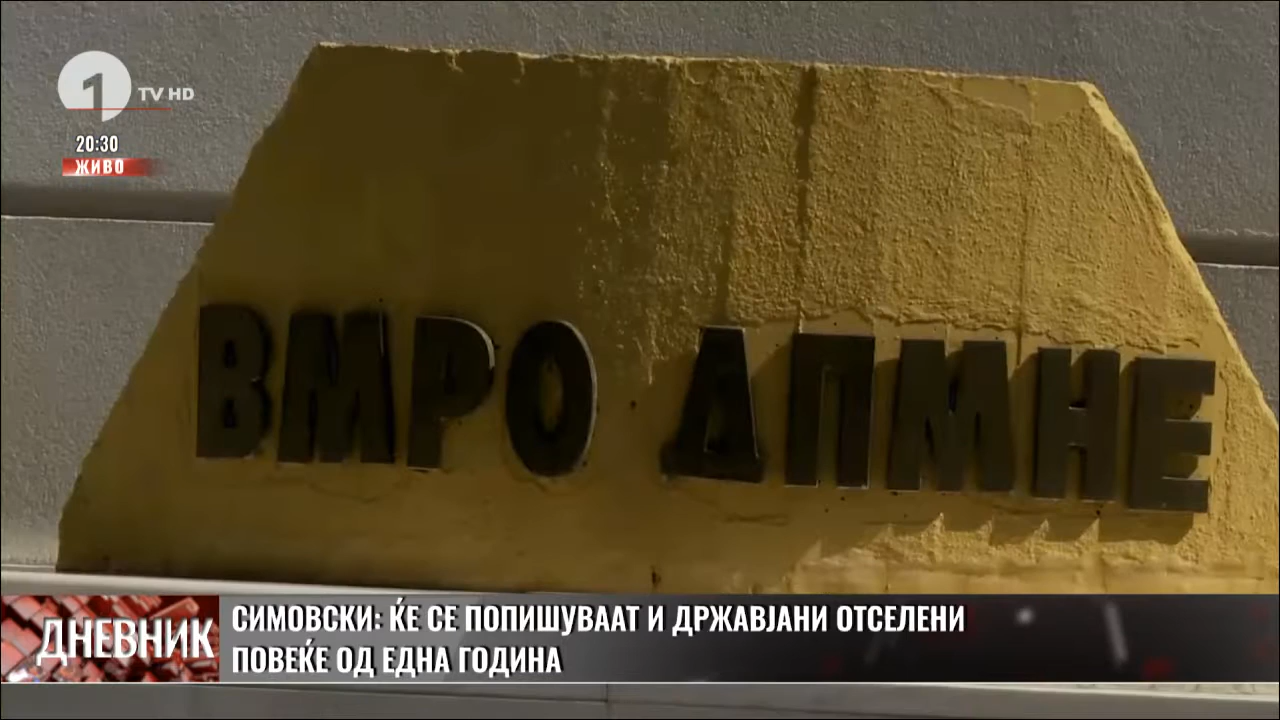 1 TV HD
20:30
ЖИВО
ВМРО ДПМНЕ
ДНЕВНИК
СИМОВСКИ: ЌЕ СЕ ПОПИШУВААТ И ДРЖАВЈАНИ ОТСЕЛЕНИ
ПОВЕЌЕ ОД ЕДНА ГОДИНА